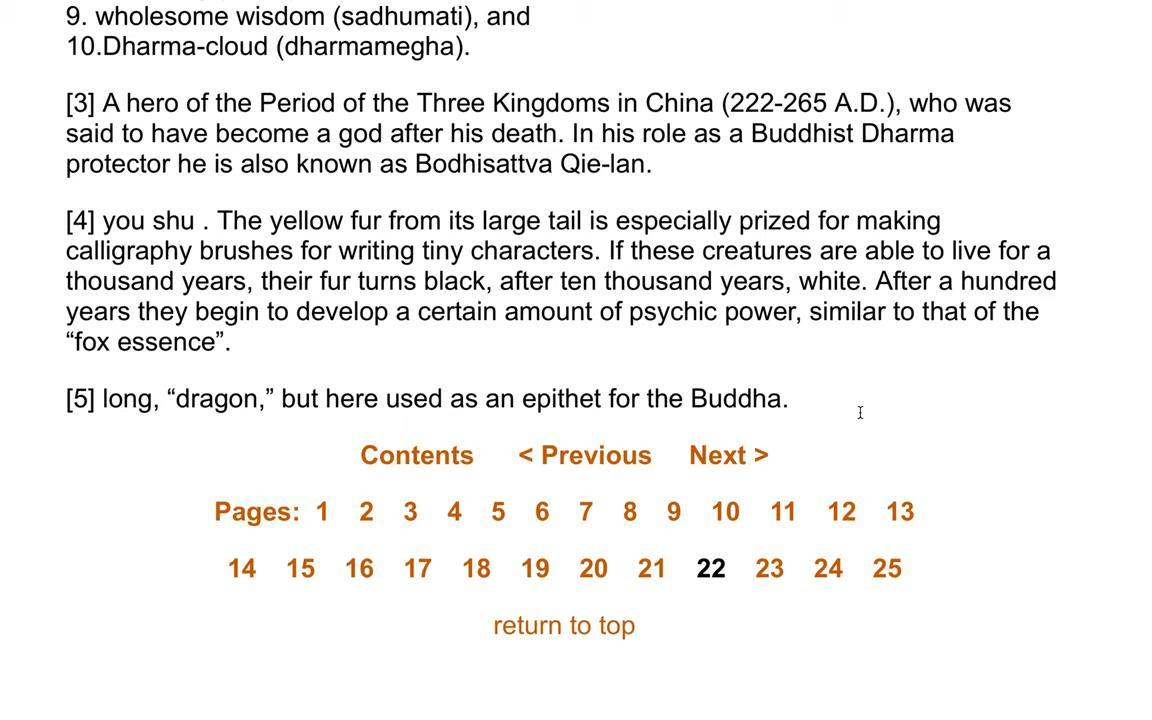 9. wholesome wisdom (sadhumati), and
10.Dharma-cloud (dharmamegha).
[3] A hero of the Period of the Three Kingdoms in China (222-265 A.D.), who was
said to have become a god after his death. In his role as a Buddhist Dharma
protector he is also known as Bodhisattva Qie-lan.
[4] you shu . The yellow fur from its large tail is especially prized for making
calligraphy brushes for writing tiny characters. If these creatures are able to live for a
thousand years, their fur turns black, after ten thousand years, white. After a hundred
years they begin to develop a certain amount of psychic power, similar to that of the
“fox essence”.
[5] long, “dragon,” but here used as an epithet for the Buddha.
Contents < Previous Next >
Pages: 1 2 3 4 5 6 7 8 9 10 11 12 13
14 15 16 17 18 19 20 21 22 23 24 25
return to top